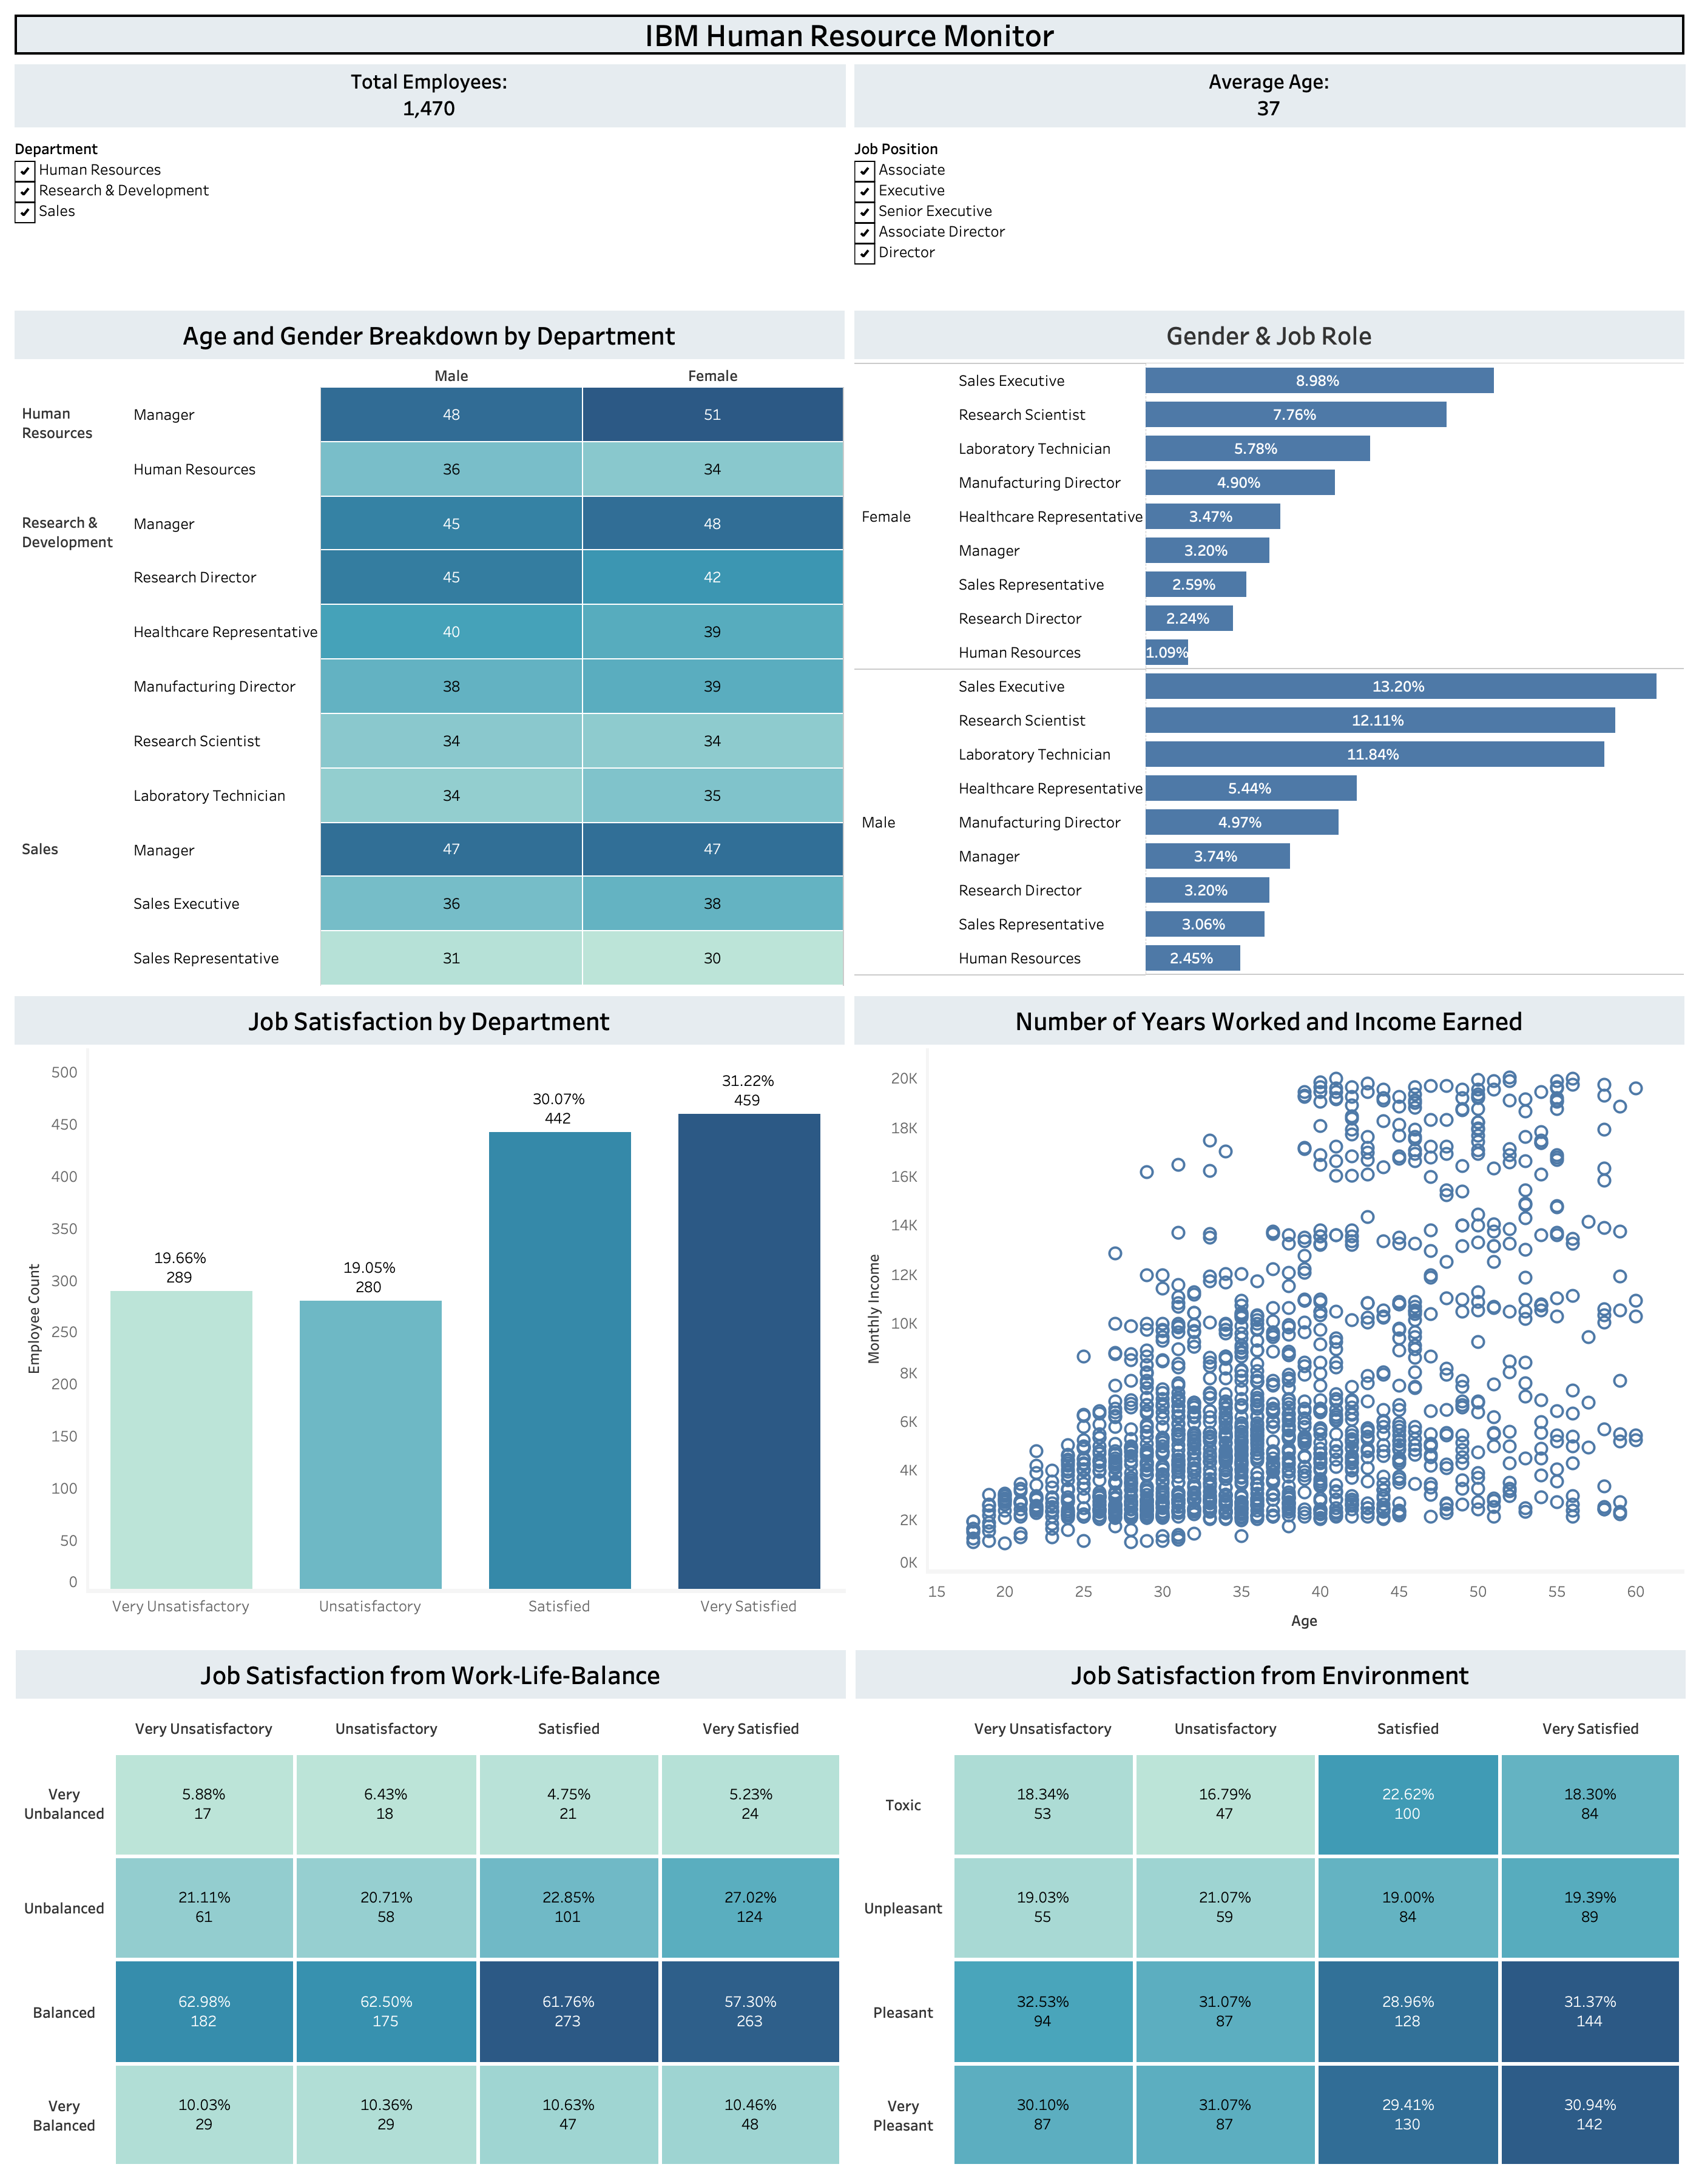 IBM Human Resource Monitor
Total Employees:
1,470
Average Age:
37
Department
Human Resources
Research & Development
Sales
Job Position
Associate
Executive
Senior Executive
Associate Director
Director
Age and Gender Breakdown by Department
Male Female
Human
Resources
Manager 48 51
Human Resources 36 34
Research &
Development
Manager 45 48
Research Director 45 42
Healthcare Representative 40 39
Manufacturing Director 38 39
Research Scientist 34 34
Laboratory Technician 34 35
Sales
Manager 47 47
Sales Executive 36 38
Sales Representative 31 30
Gender & Job Role
Female
Sales Executive 8.98%
Research Scientist 7.76%
Laboratory Technician 5.78%
Manufacturing Director 4.90%
Healthcare Representative 3.47%
Manager 3.20%
Sales Representative 2.59%
Research Director 2.24%
Human Resources 1.09%
Male
Sales Executive 13.20%
Research Scientist 12.11%
Laboratory Technician 11.84%
Healthcare Representative 5.44%
Manufacturing Director 4.97%
Manager 3.74%
Research Director 3.20%
Sales Representative 3.06%
Human Resources 2.45%
Job Satisfaction by Department
Employee Count
500
450
400
350
300
250
200
150
100
50
0
19.66%
289
19.05%
280
30.07%
442
31.22%
459
Very Unsatisfactory Unsatisfactory Satisfied Very Satisfied
Number of Years Worked and Income Earned
Monthly Income
20K
18K
16K
14K
12K
10K
8K
6K
4K
2K
0K
15 20 25 30 35 40 45 50 55 60
Age
Job Satisfaction from Work-Life-Balance
Very Unsatisfactory Unsatisfactory Satisfied Very Satisfied
Very
Unbalanced
5.88% 6.43% 4.75% 5.23%
17 18 21 24
Unbalanced
21.11% 20.71% 22.85% 27.02%
61 58 101 124
Balanced
62.98% 62.50% 61.76% 57.30%
182 175 273 263
Very
Balanced
10.03% 10.36% 10.63% 10.46%
29 29 47 48
Job Satisfaction from Environment
Very Unsatisfactory Unsatisfactory Satisfied Very Satisfied
Toxic
18.34% 16.79% 22.62% 18.30%
53 47 100 84
Unpleasant
19.03% 21.07% 19.00% 19.39%
55 59 84 89
Pleasant
32.53% 31.07% 28.96% 31.37%
94 87 128 144
Very
Pleasant
30.10% 31.07% 29.41% 30.94%
87 87 130 142